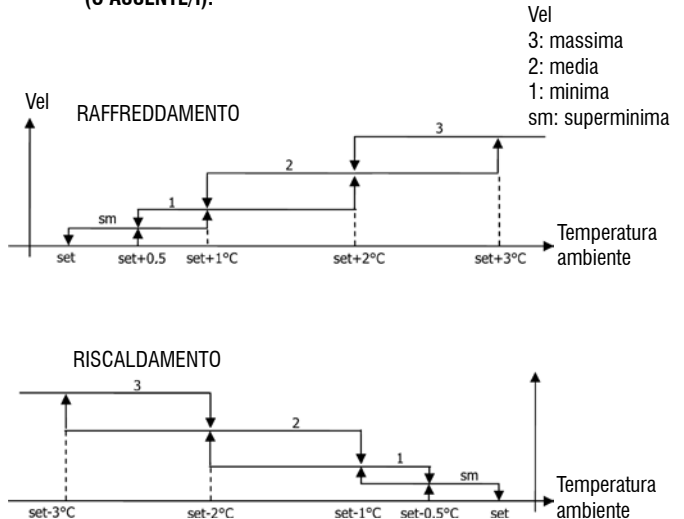 (O ASSENTE/I).
Vel
3: massima
2: media
1: minima
sm: superminima
Vel
RAFFREDDAMENTO
3
2
1
sm
set
set+0.5
set+1°C
set+2°C
set+3°C
Temperatura
ambiente
RISCALDAMENTO
3
2
1
sm
set-3°C
set-2°C
set-1°C
set-0.5°C
set
Temperatura
ambiente